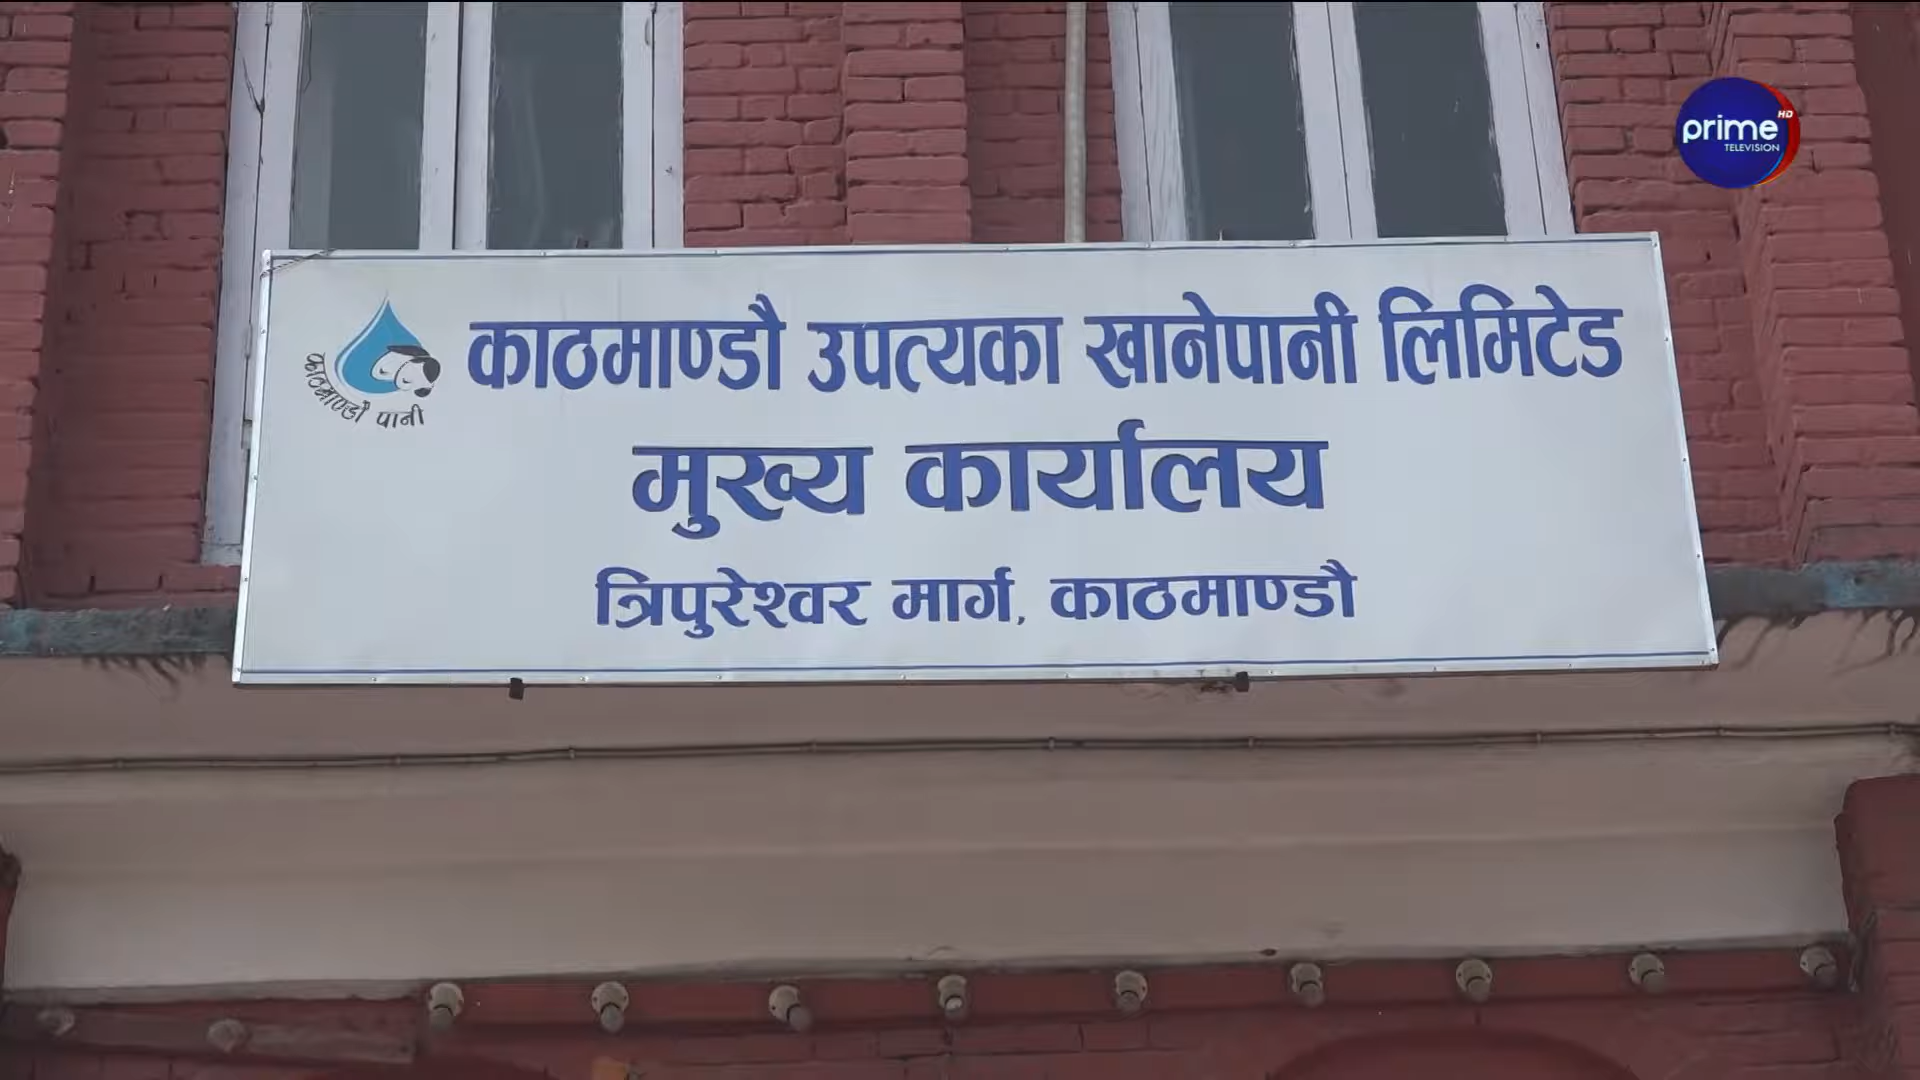 prime HD
TELEVISION
काठमाण्डौ उपत्यका खानेपानी लिमिटेड
काठमाण्डौ पानी
मुख्य कार्यालय
त्रिपुरेश्वर मार्ग, काठमाण्डौ